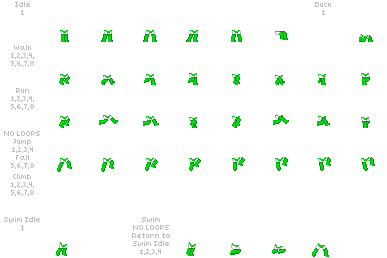 Idle
1
Duck
1
Walk
1,2,3,4,
5,6,7,8
Run
1,2,3,4,
5,6,7,8
NO LOOPS
Jump
1,2,3,4
Fall
5,6,7,8
Climb
1,2,3,4,
5,6,7,8
Swim Idle
1
Swim
NO LOOPS
Return to
Swim Idle
1,2,3,4